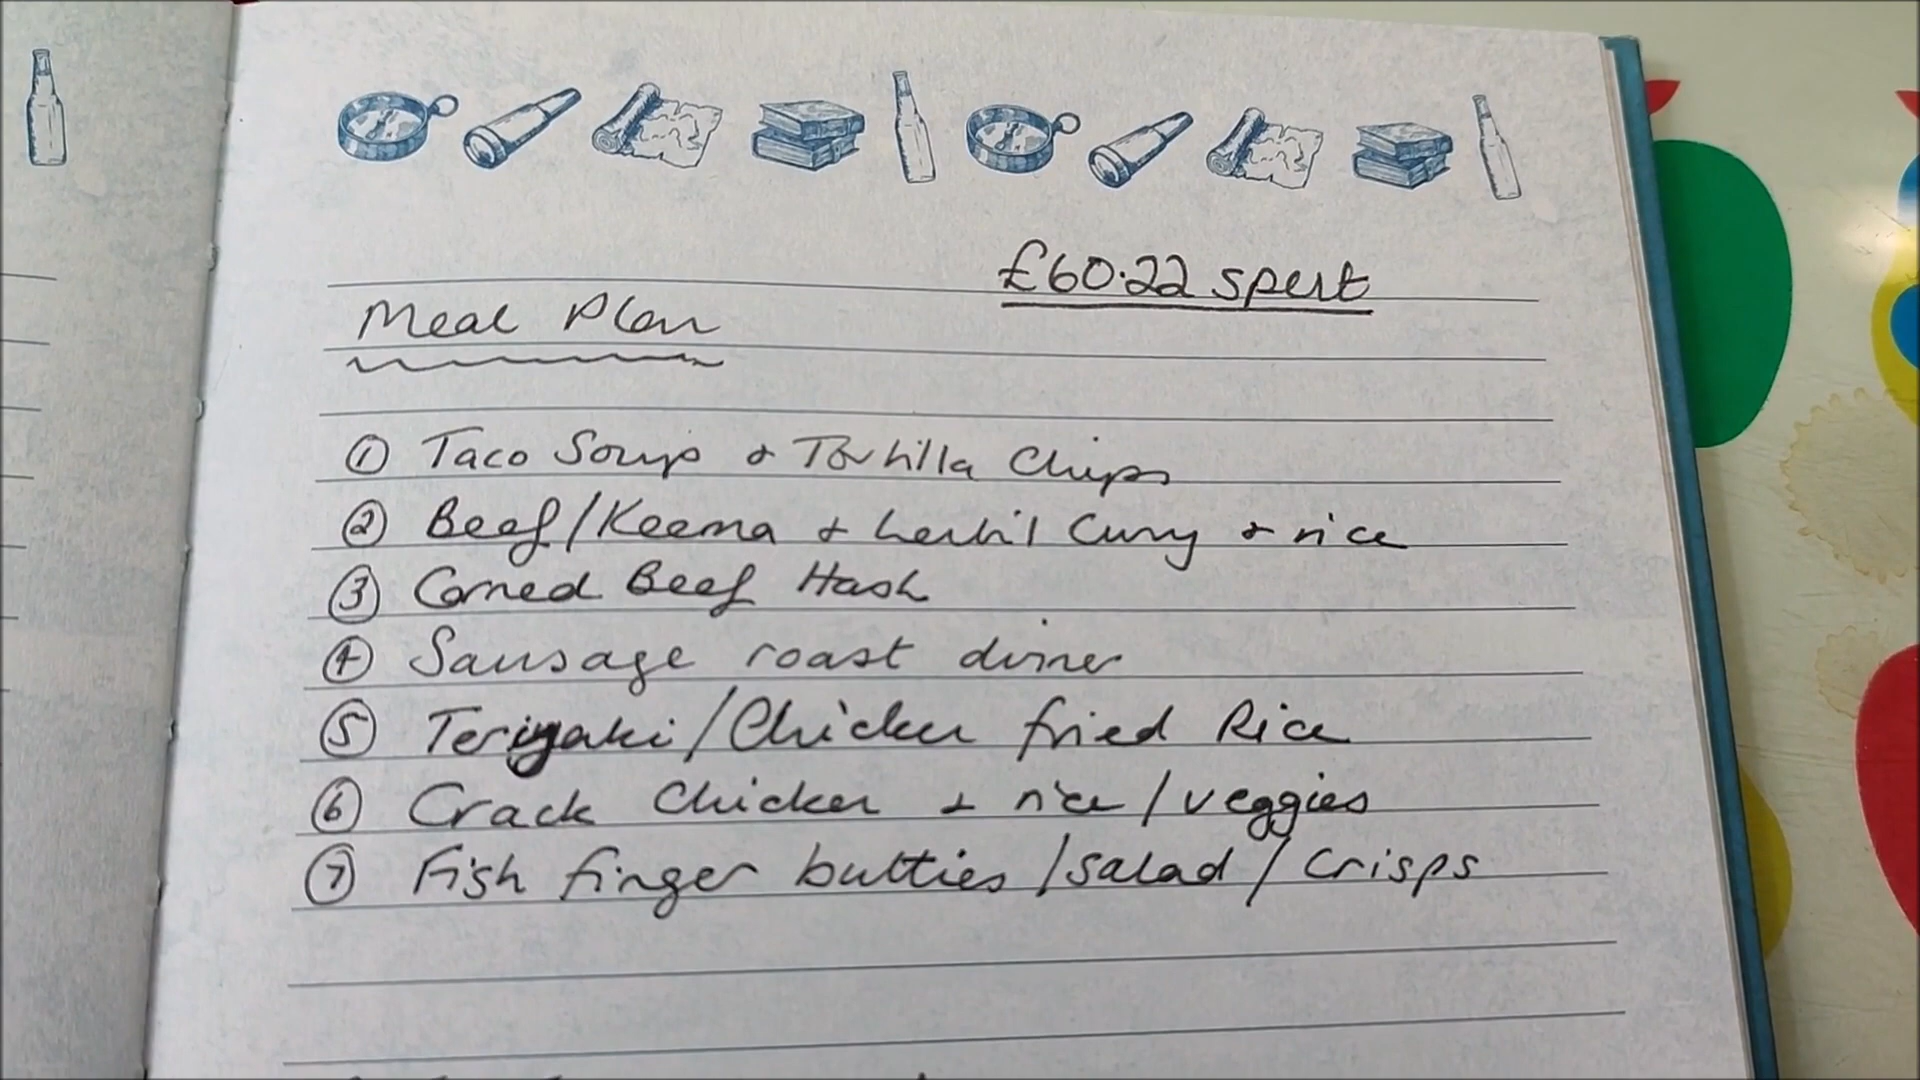 £60.22 spent
Meal Plan
① Taco Soup & Tortilla Chips
② Beef/Keema & Lentil Curry & rice
③ Corned Beef Hash
④ Sausage roast dinner
⑤ Teriyaki/Chicken fried Rice
⑥ Crack Chicken & rice/veggies
⑦ Fish finger butties/salad/crisps